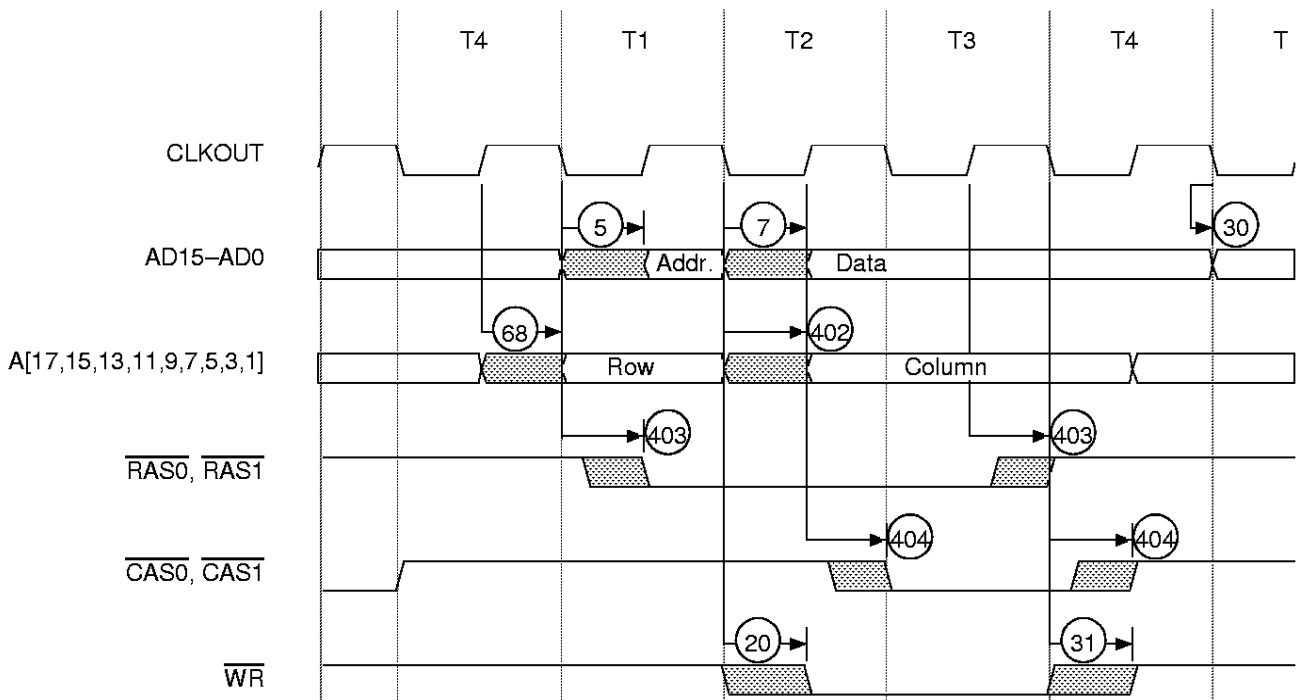 T4 T1 T2 T3 T4 T
CLKOUT
5 7 30
AD15–AD0 Addr. Data
68 402
A[17,15,13,11,9,7,5,3,1] Row Column
403 403
RAS0, RAS1
404 404
CAS0, CAS1
20 31
WR